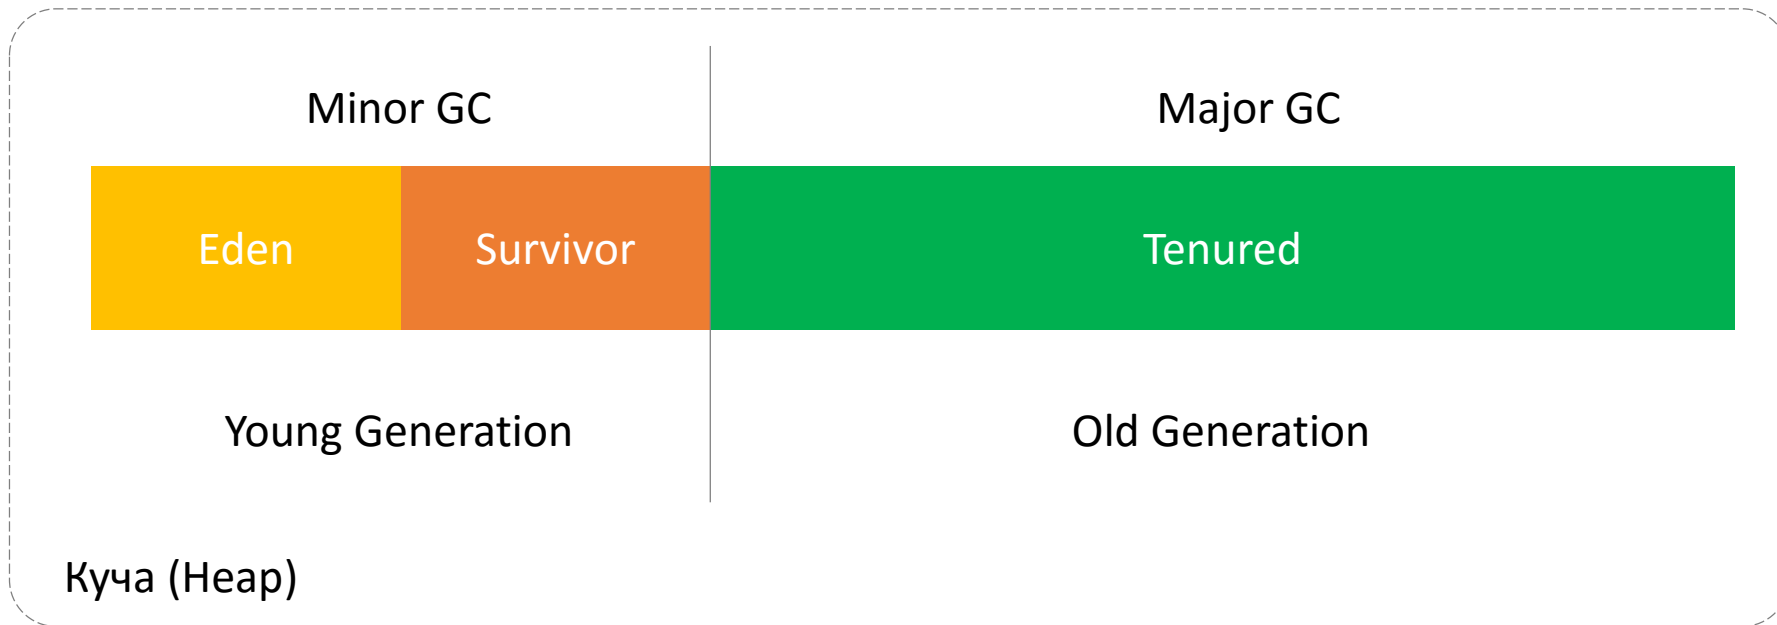 Minor GC
Major GC
Eden
Survivor
Tenured
Young Generation
Old Generation
Куча (Heap)